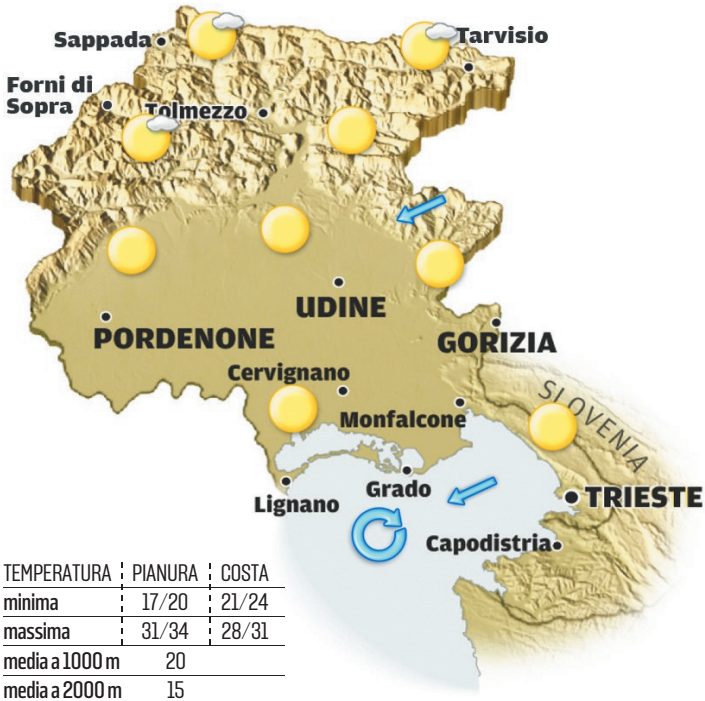 Sappada
Tarvisio
Forni di
Sopra
Tolmezzo
UDINE
PORDENONE
GORIZIA
Cervignano
SLOVENIA
Monfalcone
Grado
Lignano
TRIESTE
Capodistria
TEMPERATURA PIANURA COSTA
minima 17/20 21/24
massima 31/34 28/31
media a 1000 m 20
media a 2000 m 15